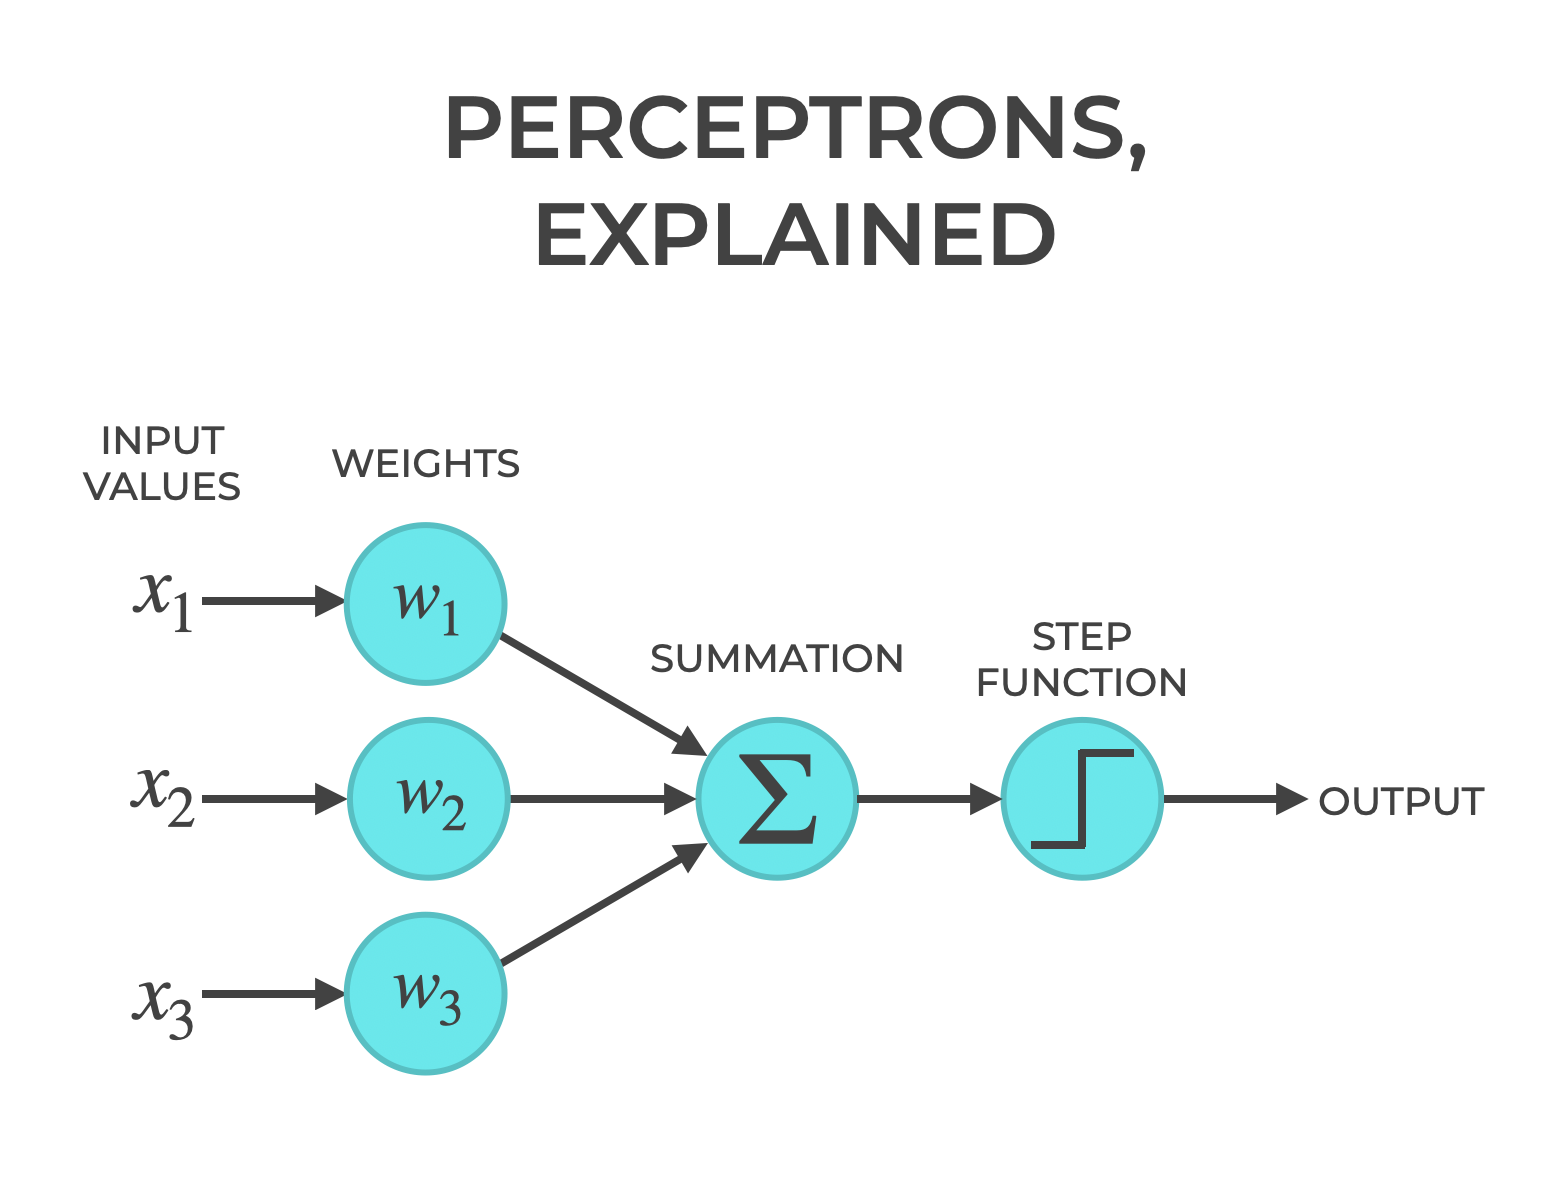 PERCEPTRONS,
EXPLAINED
INPUT
VALUES
WEIGHTS
x₁
w₁
SUMMATION
STEP
FUNCTION
x₂
w₂
Σ
OUTPUT
x₃
w₃